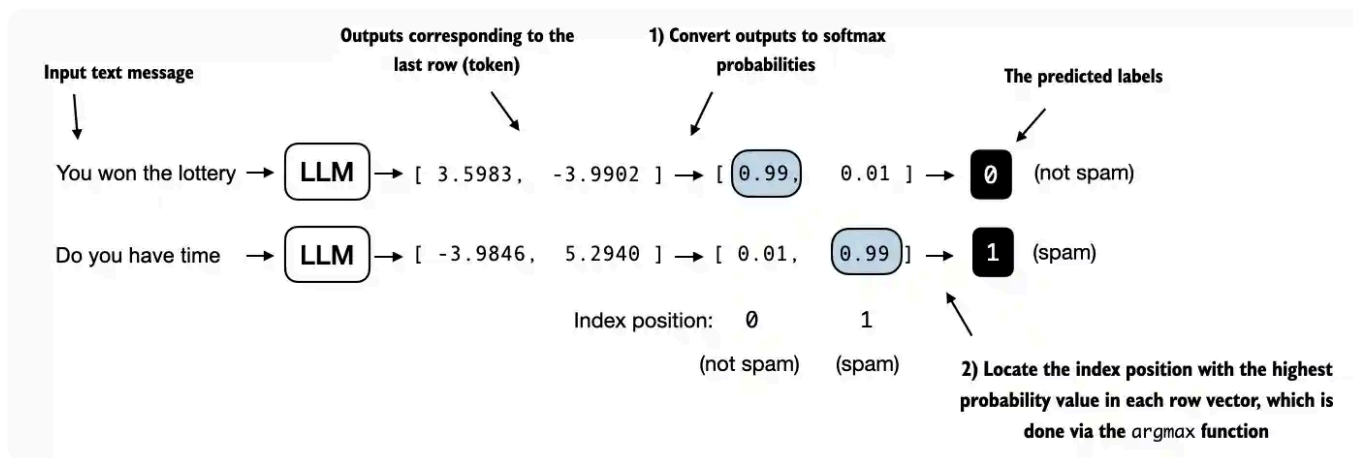 Outputs corresponding to the
last row (token)
1) Convert outputs to softmax
probabilities
Input text message
The predicted labels
You won the lottery LLM [ 3.5983, -3.9902 ] [ 0.99, 0.01 ] 0 (not spam)
Do you have time LLM [ -3.9846, 5.2940 ] [ 0.01, 0.99 ] 1 (spam)
Index position: 0 1
(not spam) (spam)
2) Locate the index position with the highest
probability value in each row vector, which is
done via the argmax function